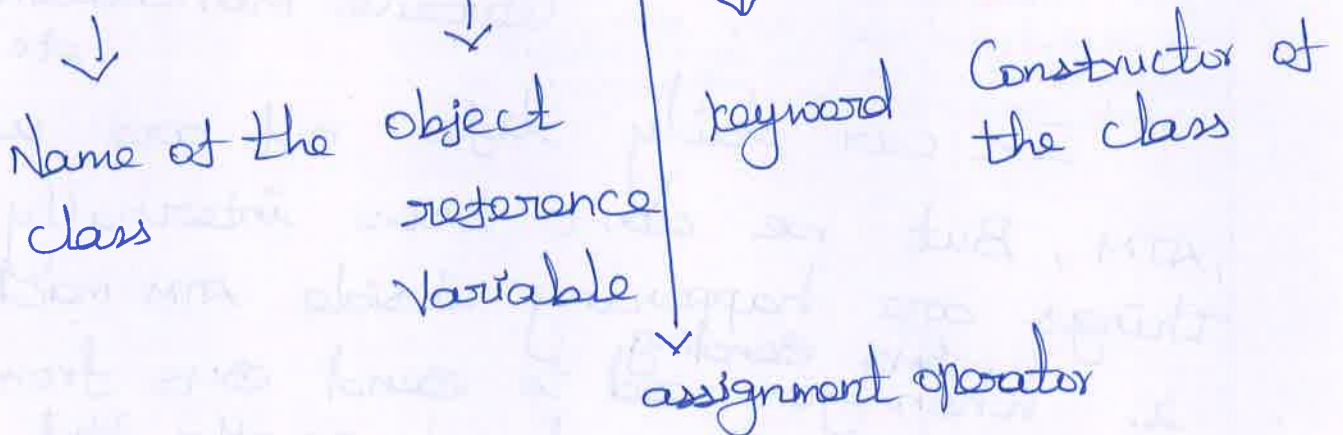 Name of the
class
object
reference
variable
keyword
Constructor of
the class
assignment operator